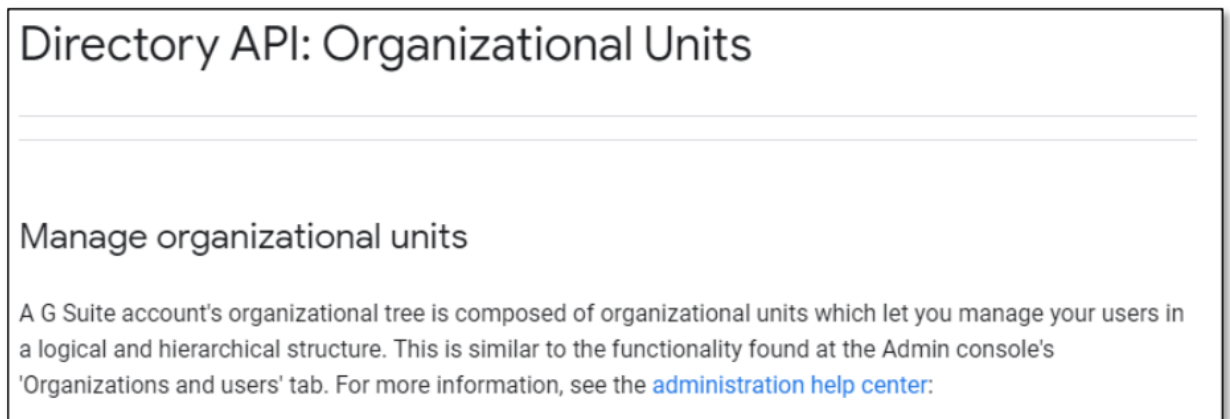 Directory API: Organizational Units
Manage organizational units
A G Suite account's organizational tree is composed of organizational units which let you manage your users in
a logical and hierarchical structure. This is similar to the functionality found at the Admin console's
'Organizations and users' tab. For more information, see the administration help center: